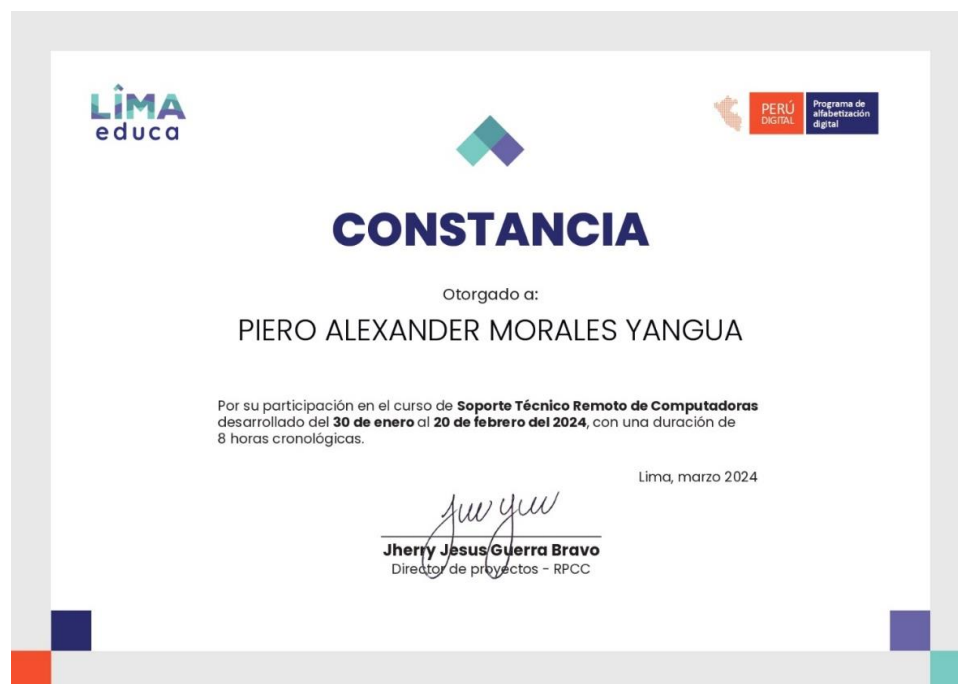 LÎMA
educa
PERÚ
DIGITAL
Programa de
alfabetización
digital
CONSTANCIA
Otorgado a:
PIERO ALEXANDER MORALES YANGUA
Por su participación en el curso de Soporte Técnico Remoto de Computadoras
desarrollado del 30 de enero al 20 de febrero del 2024, con una duración de
8 horas cronológicas.
Lima, marzo 2024
Jherry Jesus Guerra Bravo
Director de proyectos - RPCC